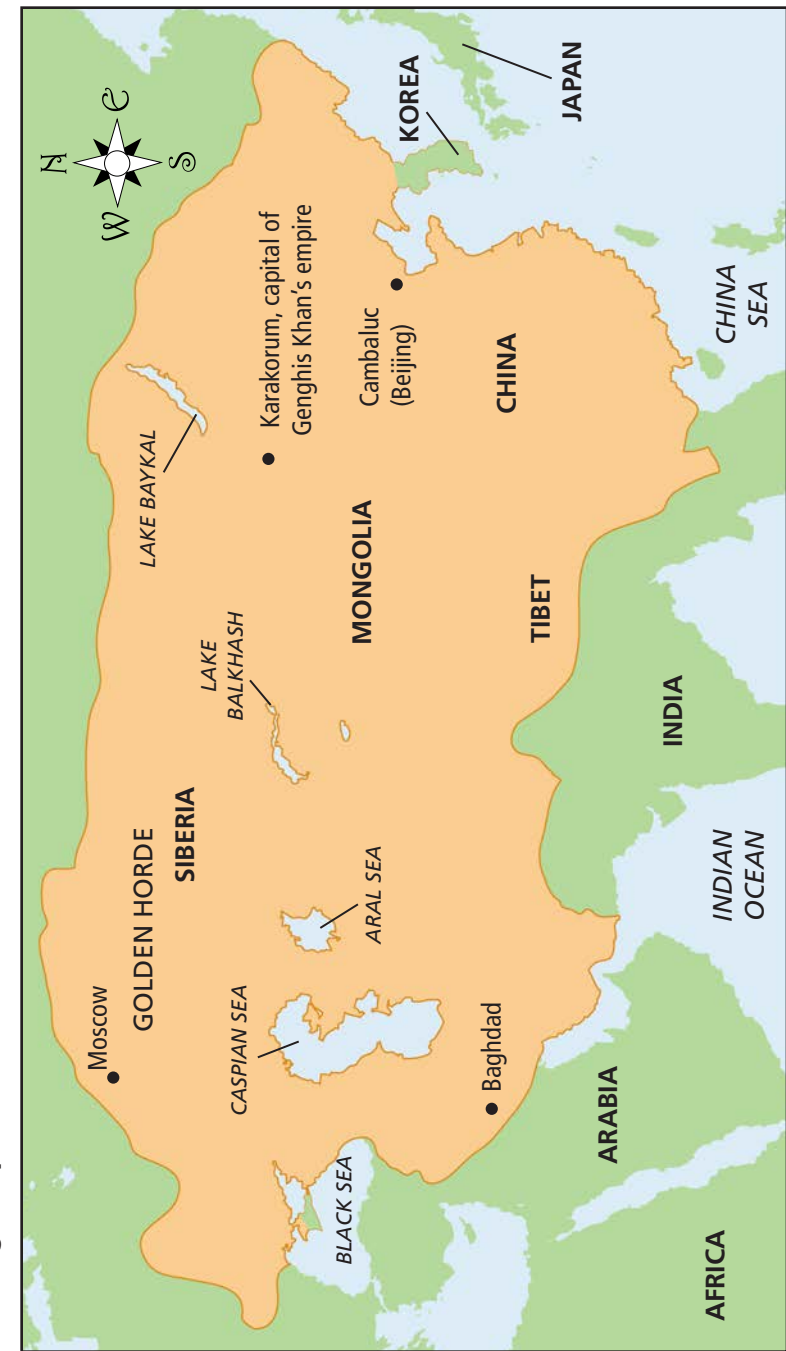 N
W
E
S
Moscow
GOLDEN HORDE
SIBERIA
LAKE BAYKAL
LAKE
BALKHASH
Karakorum, capital of
Genghis Khan's empire
KOREA
JAPAN
CASPIAN SEA
ARAL SEA
MONGOLIA
Cambaluc
(Beijing)
BLACK SEA
Baghdad
TIBET
CHINA
ARABIA
INDIA
CHINA
SEA
AFRICA
INDIAN
OCEAN